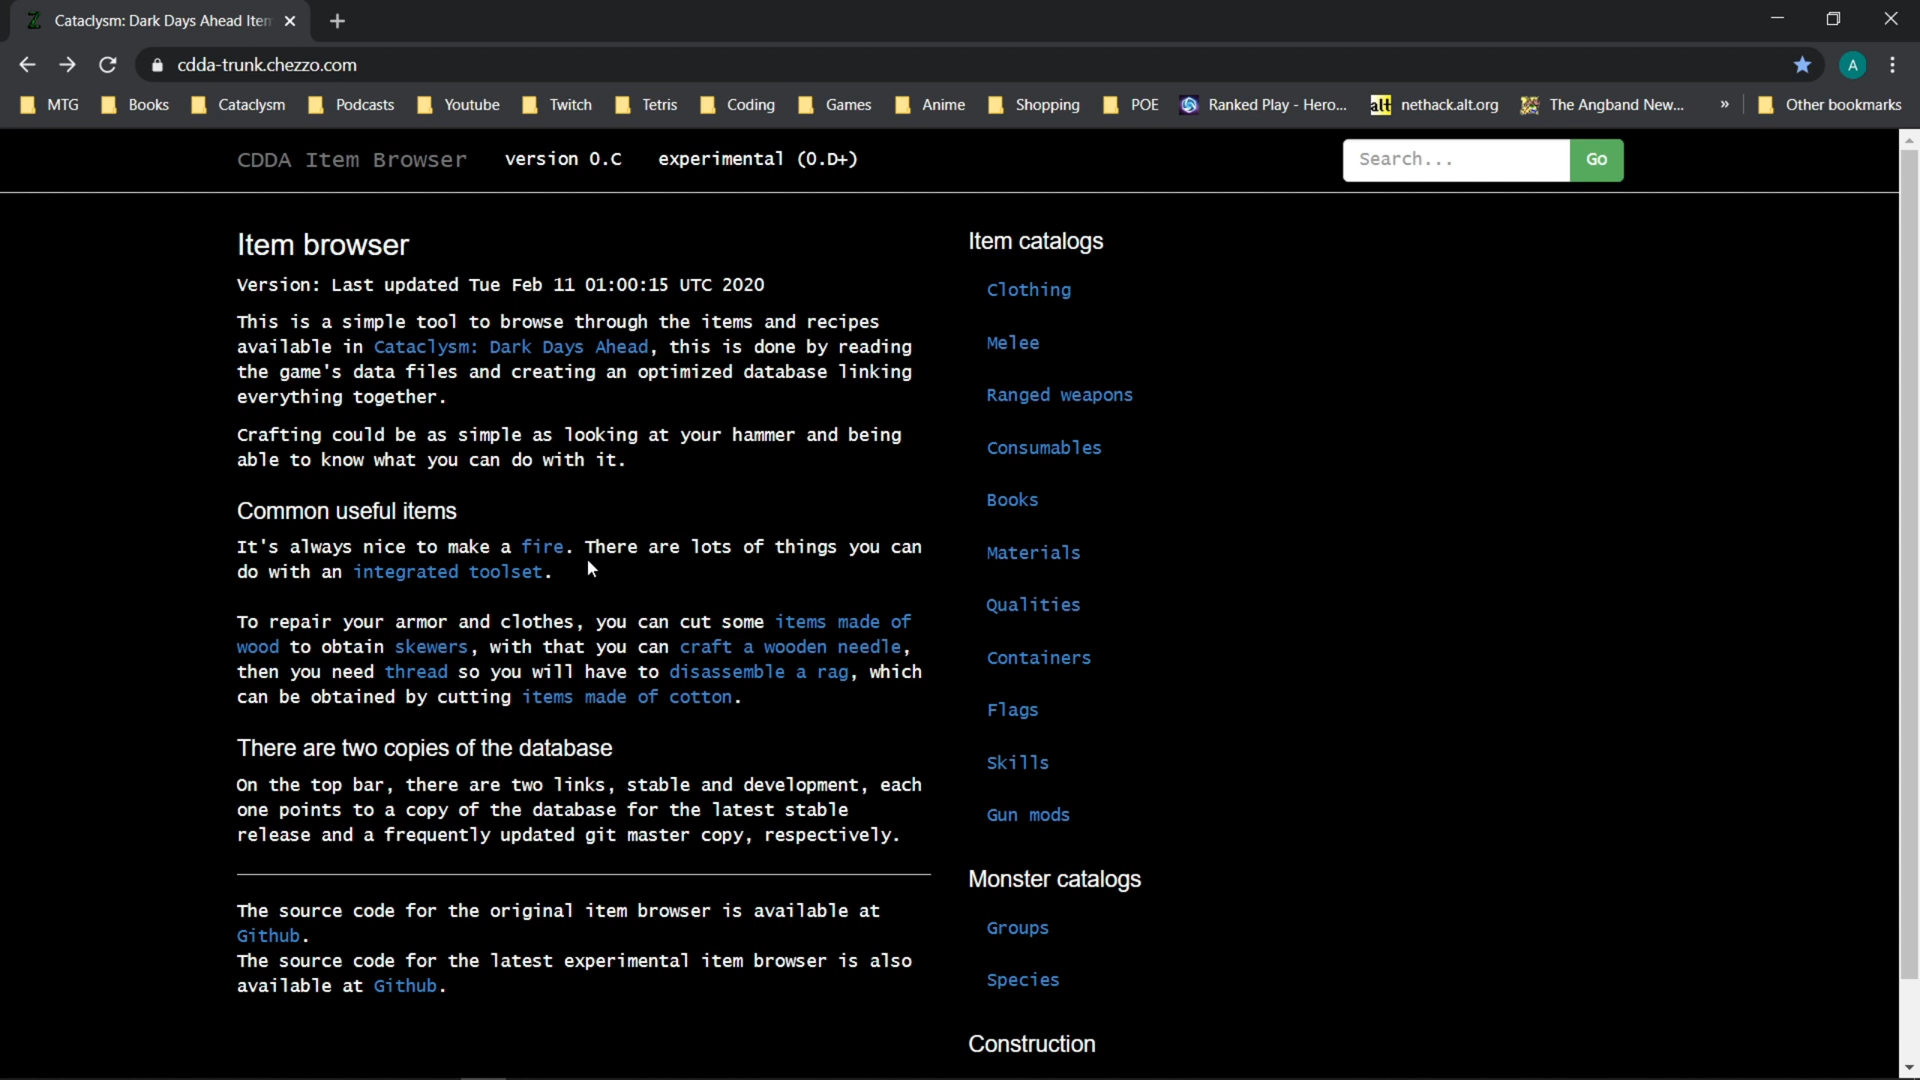 Cataclysm: Dark Days Ahead Item
cdda-trunk.chezzo.com
A
MTG Books Cataclysm Podcasts Youtube Twitch Tetris Coding Games Anime Shopping POE Ranked Play - Hero... alt nethack.alt.org The Angband New... » Other bookmarks
CDDA Item Browser version 0.C experimental (0.D+) Search... Go
Item browser
Version: Last updated Tue Feb 11 01:00:15 UTC 2020
This is a simple tool to browse through the items and recipes
available in Cataclysm: Dark Days Ahead, this is done by reading
the game's data files and creating an optimized database linking
everything together.
Crafting could be as simple as looking at your hammer and being
able to know what you can do with it.
Common useful items
It's always nice to make a fire. There are lots of things you can
do with an integrated toolset.
To repair your armor and clothes, you can cut some items made of
wood to obtain skewers, with that you can craft a wooden needle,
then you need thread so you will have to disassemble a rag, which
can be obtained by cutting items made of cotton.
There are two copies of the database
On the top bar, there are two links, stable and development, each
one points to a copy of the database for the latest stable
release and a frequently updated git master copy, respectively.
The source code for the original item browser is available at
Github.
The source code for the latest experimental item browser is also
available at Github.
Item catalogs
Clothing
Melee
Ranged weapons
Consumables
Books
Materials
Qualities
Containers
Flags
Skills
Gun mods
Monster catalogs
Groups
Species
Construction